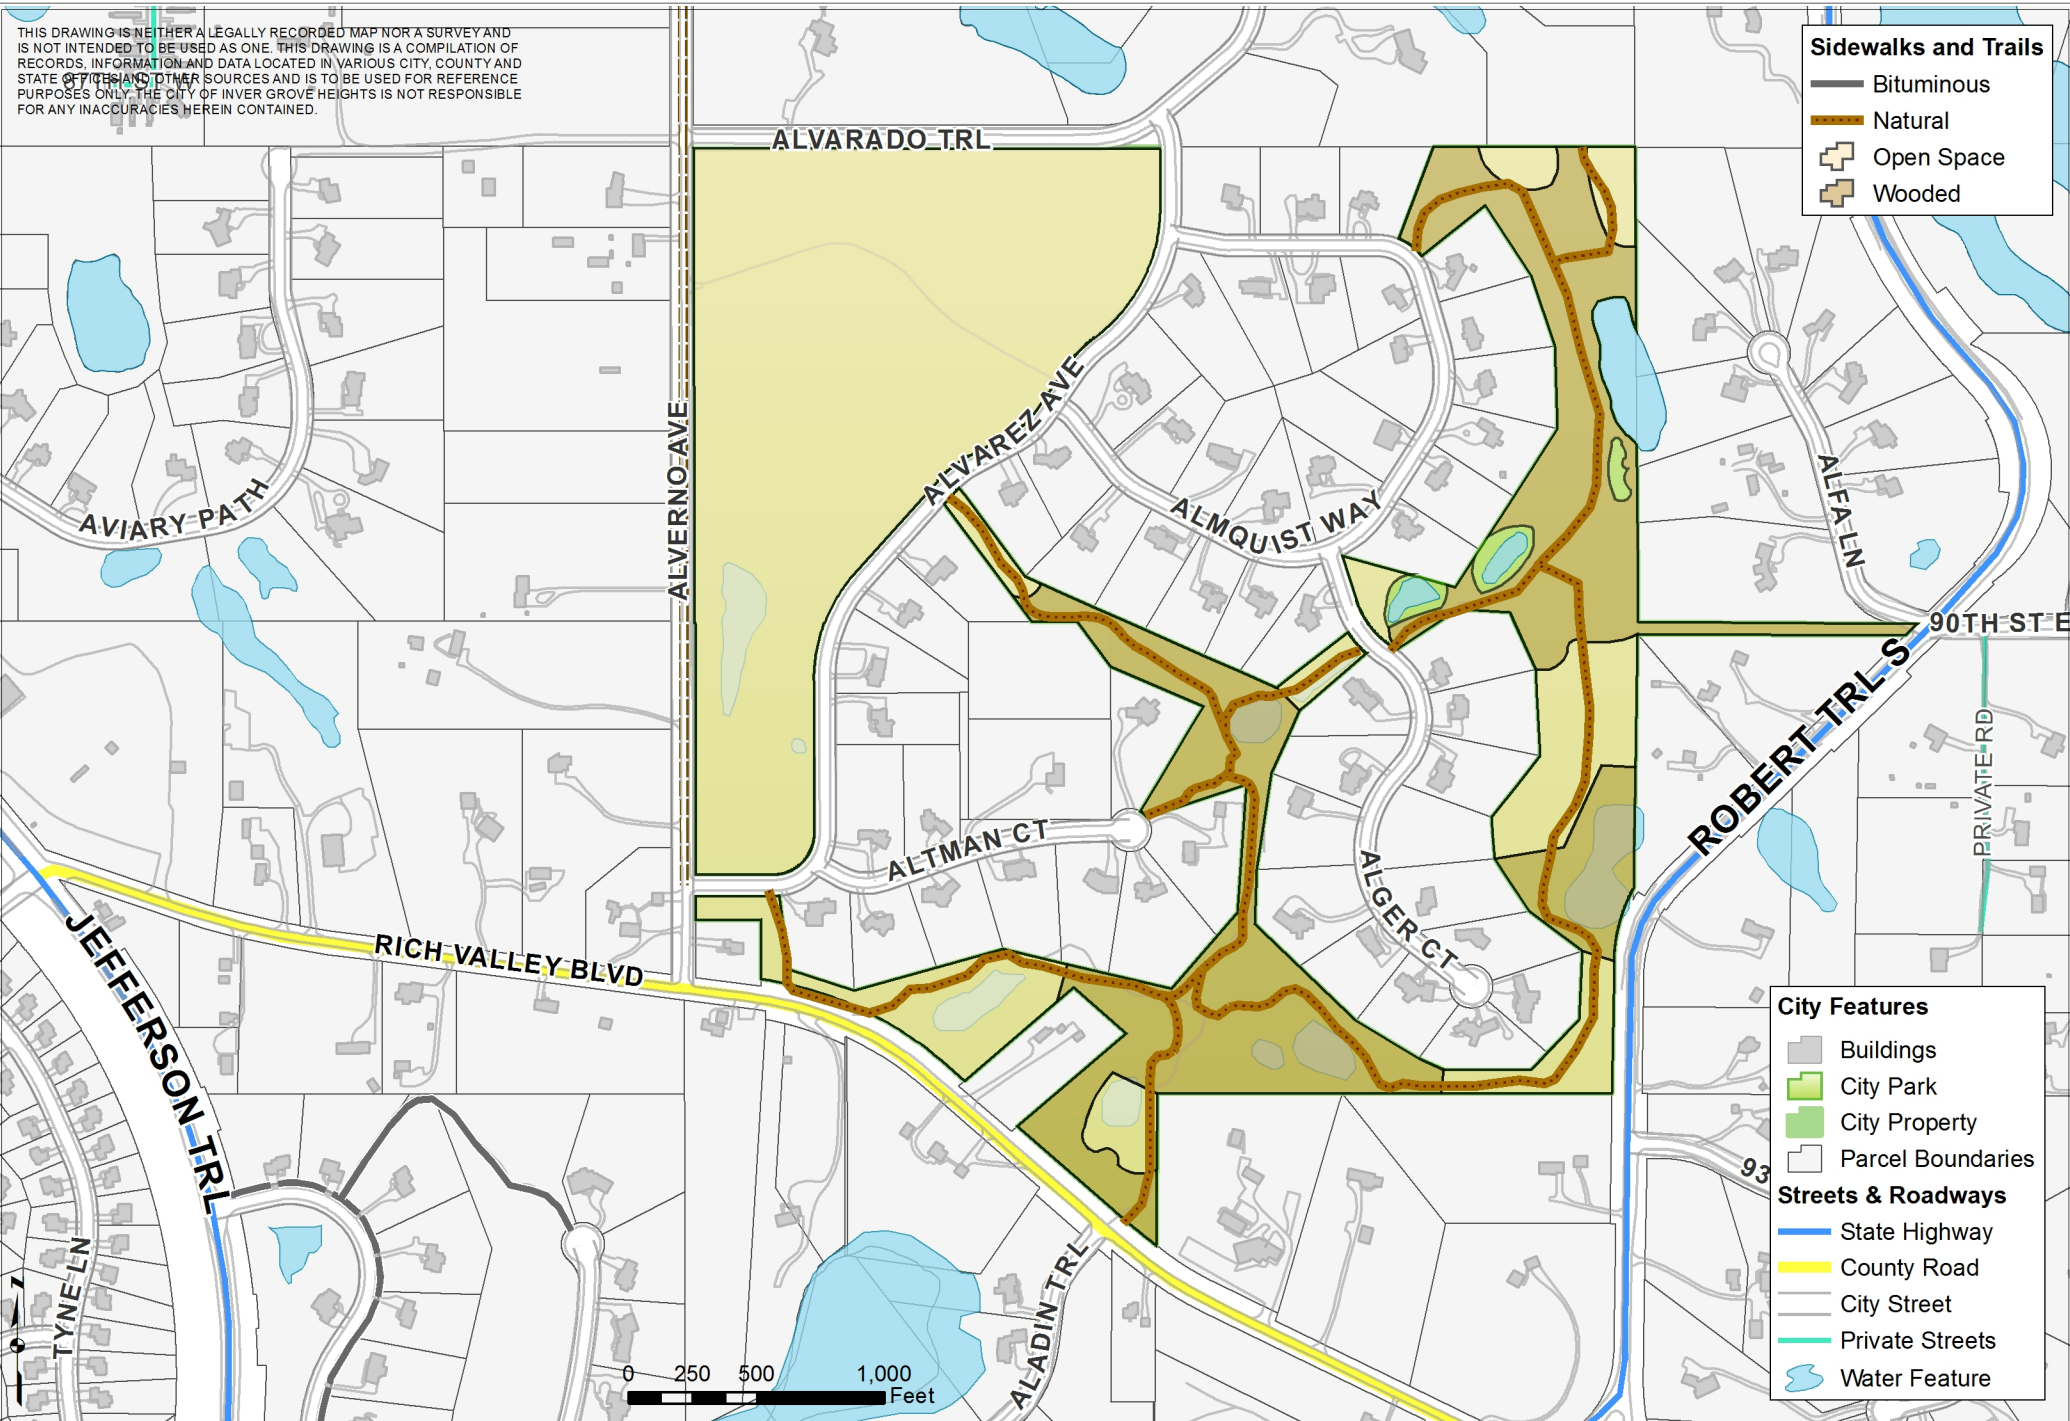 THIS DRAWING IS NEITHER A LEGALLY RECORDED MAP NOR A SURVEY AND
IS NOT INTENDED TO BE USED AS ONE. THIS DRAWING IS A COMPILATION OF
RECORDS, INFORMATION AND DATA LOCATED IN VARIOUS CITY, COUNTY AND
STATE OFFICES AND OTHER SOURCES AND IS TO BE USED FOR REFERENCE
PURPOSES ONLY. THE CITY OF INVER GROVE HEIGHTS IS NOT RESPONSIBLE
FOR ANY INACCURACIES HEREIN CONTAINED.
87TH ST W
Sidewalks and Trails
Bituminous
Natural
Open Space
Wooded
ALVARADO TRL
ALVERNO AVE
ALVAREZ AVE
AVIARY PATH
ALMQUIST WAY
ALFA LN
90TH ST E
ROBERT TRL S
PRIVATE RD
ALTMAN CT
ALGER CT
RICH VALLEY BLVD
JEFFERSON TRL
TYNE LN
ALADIN TRL
93
City Features
Buildings
City Park
City Property
Parcel Boundaries
Streets & Roadways
State Highway
County Road
City Street
Private Streets
Water Feature
0 250 500 1,000
Feet
Z